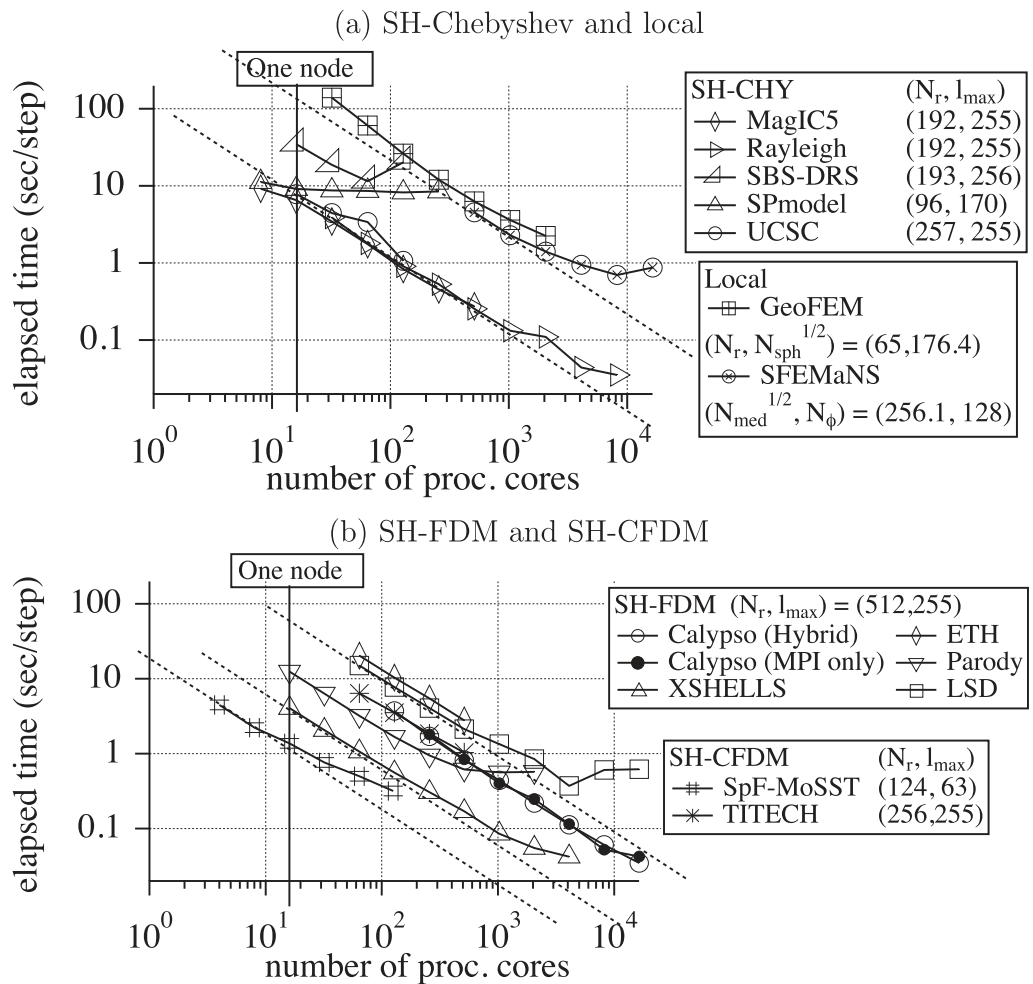 (a) SH-Chebyshev and local
One node
elapsed time (sec/step)
100
10
1
0.1
10^0 10^1 10^2 10^3 10^4
number of proc. cores
SH-CHY (N_r, l_max)
MagIC5 (192, 255)
Rayleigh (192, 255)
SBS-DRS (193, 256)
SPmodel (96, 170)
UCSC (257, 255)
Local
GeoFEM
(N_r, N_sph^1/2) = (65,176.4)
SFEMaNS
(N_med^1/2, N_ϕ) = (256.1, 128)
(b) SH-FDM and SH-CFDM
One node
elapsed time (sec/step)
100
10
1
0.1
10^0 10^1 10^2 10^3 10^4
number of proc. cores
SH-FDM (N_r, l_max) = (512,255)
Calypso (Hybrid) ETH
Calypso (MPI only) Parody
XSHELLS LSD
SH-CFDM (N_r, l_max)
SpF-MoSST (124, 63)
TITECH (256,255)